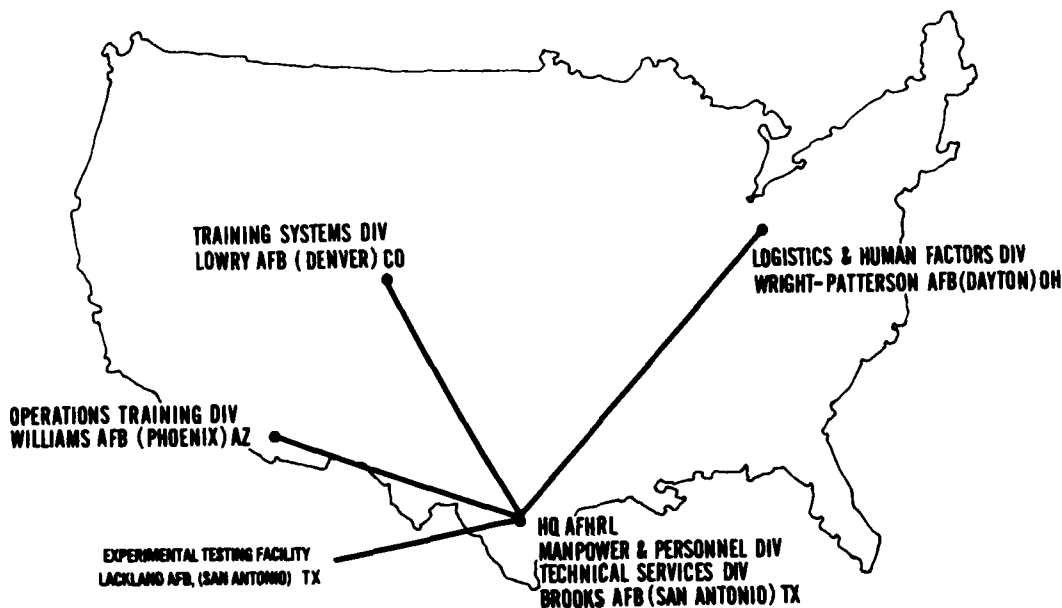 TRAINING SYSTEMS DIV
LOWRY AFB (DENVER) CO
LOGISTICS & HUMAN FACTORS DIV
WRIGHT-PATTERSON AFB (DAYTON) OH
OPERATIONS TRAINING DIV
WILLIAMS AFB (PHOENIX) AZ
EXPERIMENTAL TESTING FACILITY
LACKLAND AFB, (SAN ANTONIO) TX
HQ AFHRL
MANPOWER & PERSONNEL DIV
TECHNICAL SERVICES DIV
BROOKS AFB (SAN ANTONIO) TX